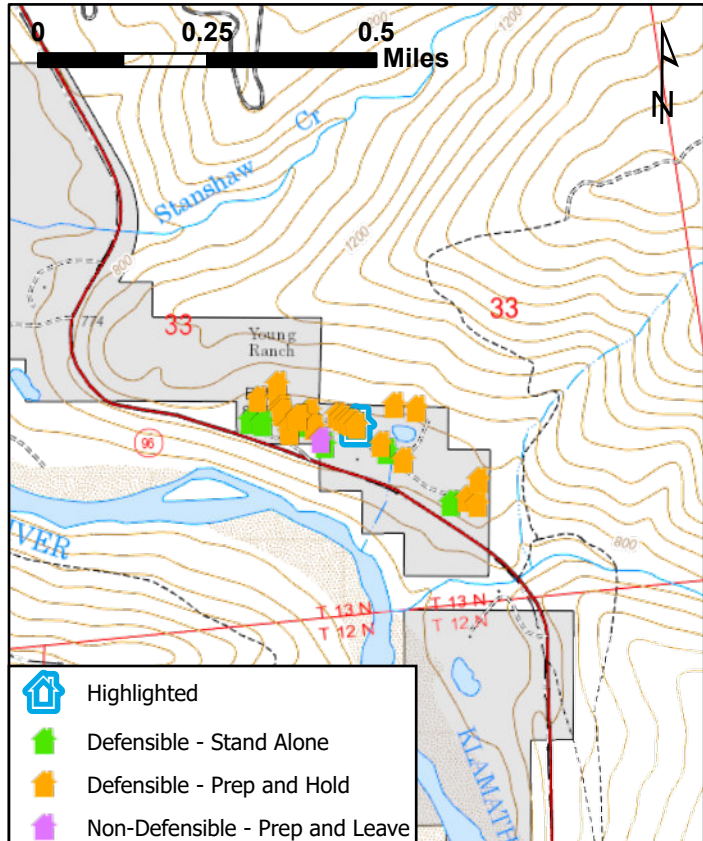 0 0.25 0.5
Miles
N
800
1200
1200
Stanshaw Cr
800
774
33
33
Young
Ranch
96
IVER
800
T 13 N T 13 N
T 12 N T 12 N
KLAMATH
Highlighted
Defensible - Stand Alone
Defensible - Prep and Hold
Non-Defensible - Prep and Leave